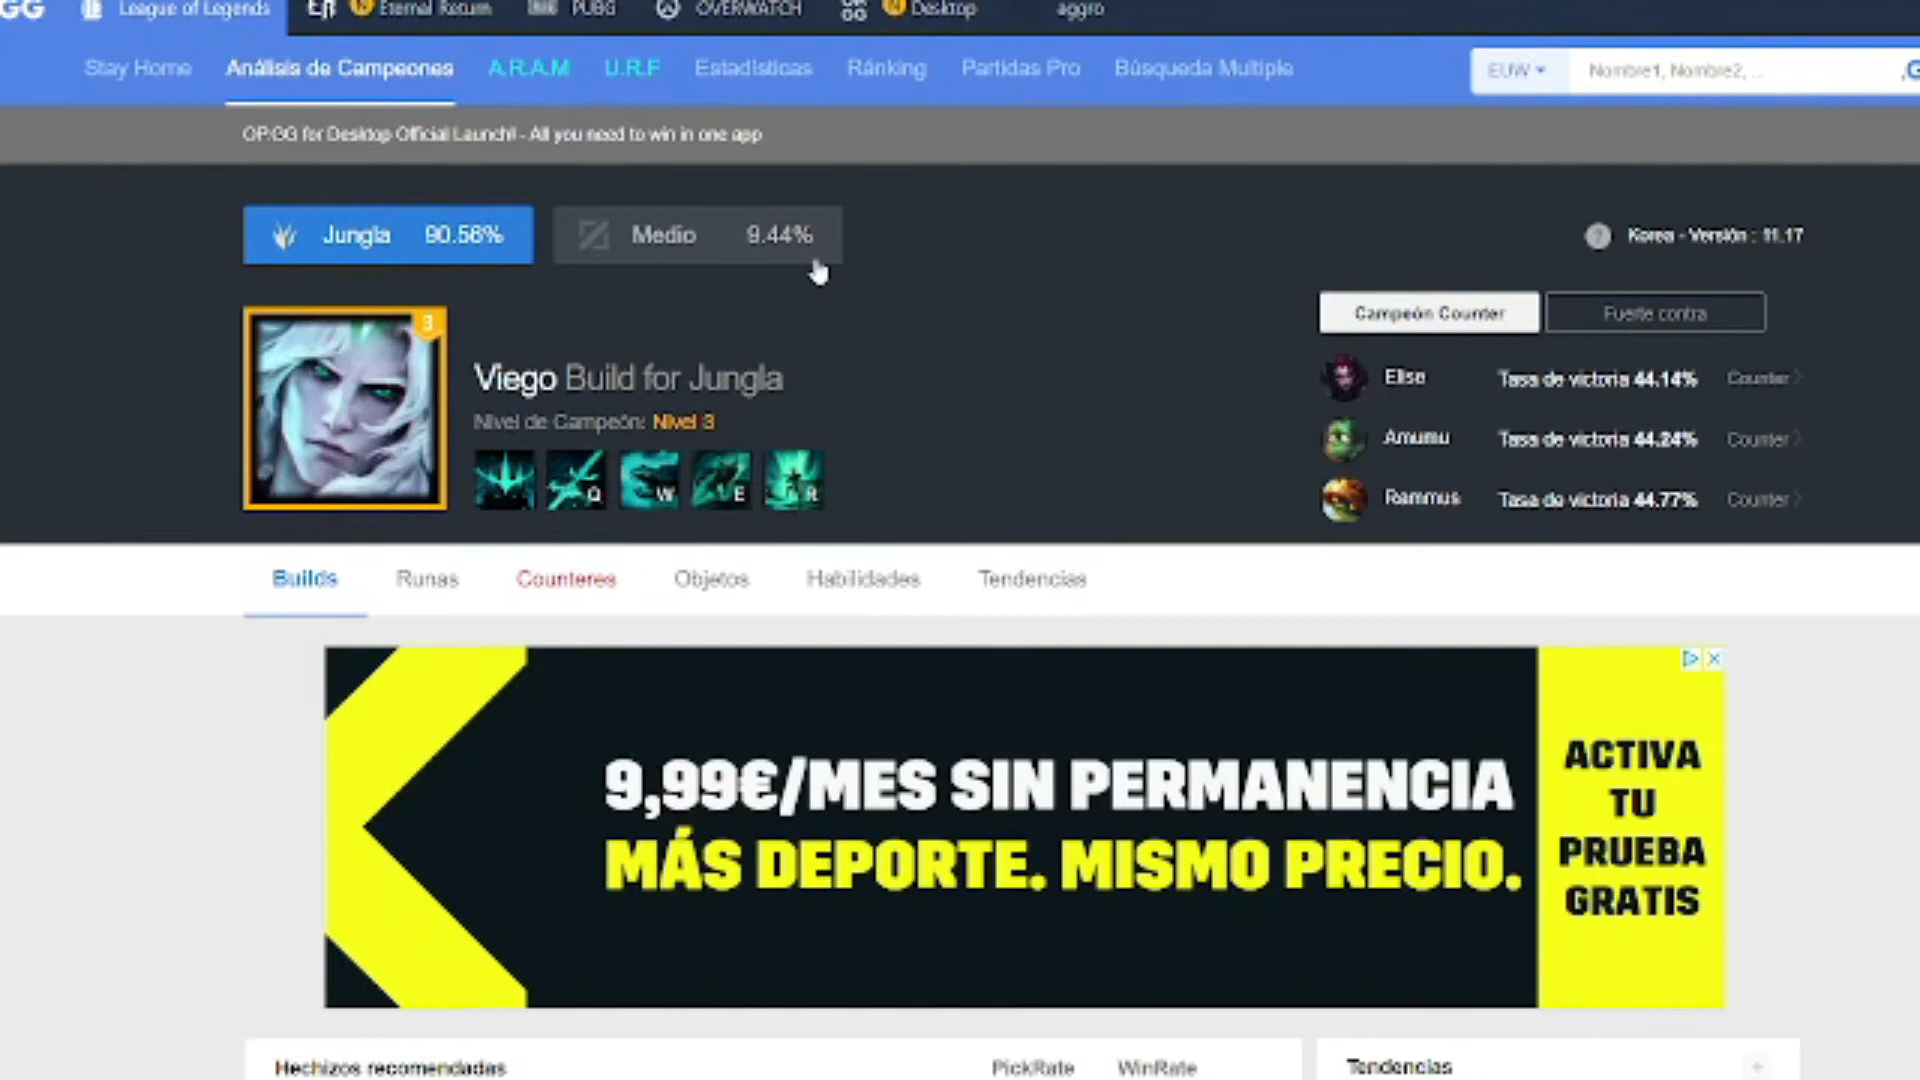 GG League of Legends Eternal Return PUBG OVERWATCH OP.GG Desktop aggro
Stay Home Análisis de Campeones A.R.A.M U.R.F Estadísticas Ránking Partidas Pro Búsqueda Multiple EUW Nombre1, Nombre2, ... .G
OP.GG for Desktop Official Launch! - All you need to win in one app
Jungla 90.56% Medio 9.44%
? Korea - Versión : 11.17
Campeón Counter Fuerte contra
3
Viego Build for Jungla
Nivel de Campeón: Nivel 3
Q W E R
Elise Tasa de victoria 44.14% Counter
Amumu Tasa de victoria 44.24% Counter
Rammus Tasa de victoria 44.77% Counter
Builds Runas Counteres Objetos Habilidades Tendencias
9,99€/MES SIN PERMANENCIA
MÁS DEPORTE. MISMO PRECIO.
ACTIVA
TU
PRUEBA
GRATIS
Hechizos recomendadas PickRate WinRate
Tendencias +